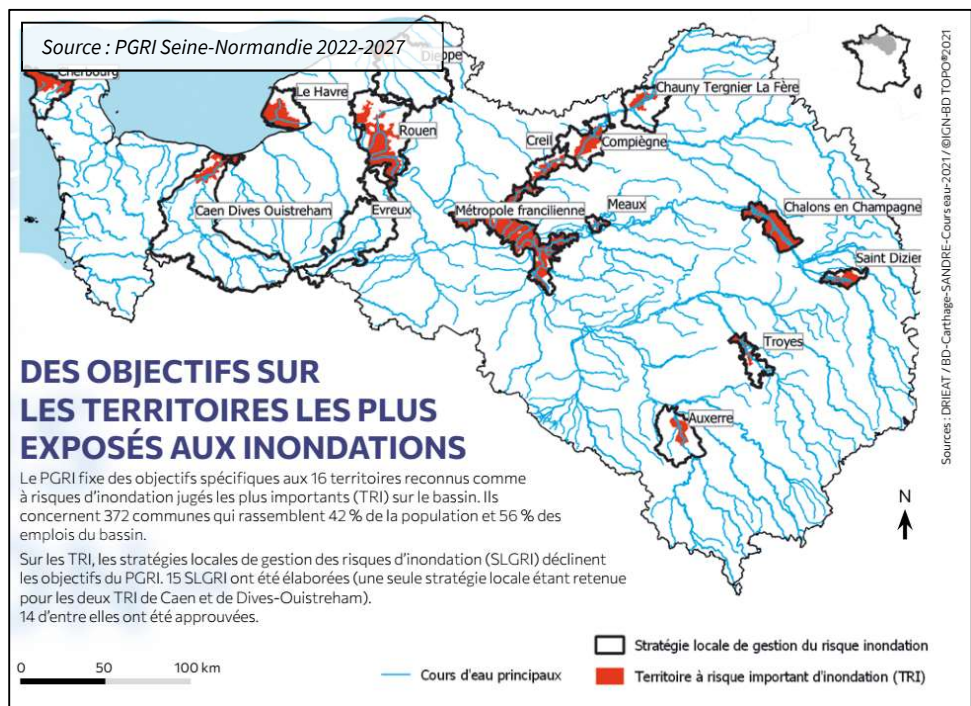 Source : PGRI Seine-Normandie 2022-2027
Cherbourg
Dieppe
Le Havre
Rouen
Chauny Tergnier La Fère
Creil
Compiègne
Caen Dives Ouistreham
Evreux
Métropole francilienne
Meaux
Chalons en Champagne
Saint Dizier
Troyes
Auxerre
DES OBJECTIFS SUR
LES TERRITOIRES LES PLUS
EXPOSÉS AUX INONDATIONS
Le PGRI fixe des objectifs spécifiques aux 16 territoires reconnus comme
à risques d'inondation jugés les plus importants (TRI) sur le bassin. Ils
concernent 372 communes qui rassemblent 42 % de la population et 56 % des
emplois du bassin.
Sur les TRI, les stratégies locales de gestion des risques d'inondation (SLGRI) déclinent
les objectifs du PGRI. 15 SLGRI ont été élaborées (une seule stratégie locale étant retenue
pour les deux TRI de Caen et de Dives-Ouistreham).
14 d'entre elles ont été approuvées.
0 50 100 km
Cours d'eau principaux
Stratégie locale de gestion du risque inondation
Territoire à risque important d'inondation (TRI)
N
Sources : DRIEAT / BD-Carthage-SANDRE-Cours eau-2021/ ©IGN-BD TOPO®2021